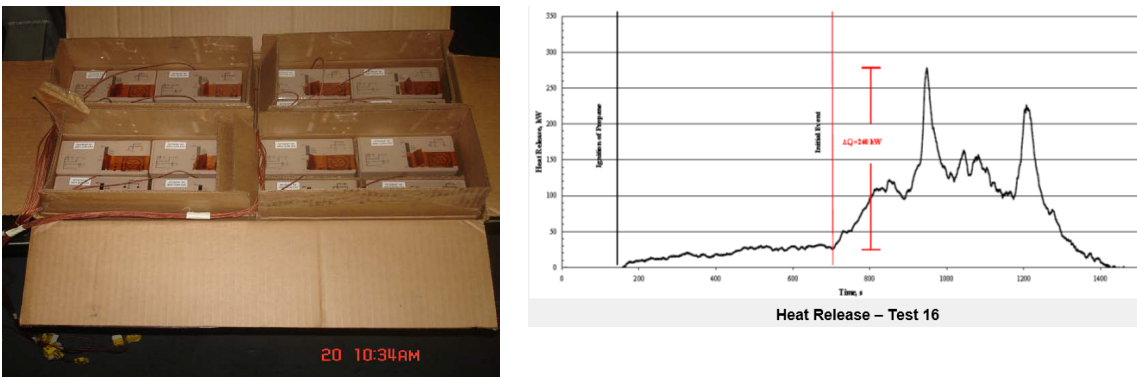 20 10:34AM
350
300
250
200
150
100
50
0
Heat Release, kW
Ignition of Propane
Initial Event
ΔQ=240 kW
0
200
400
600
800
1000
1200
1400
Time, s
Heat Release – Test 16